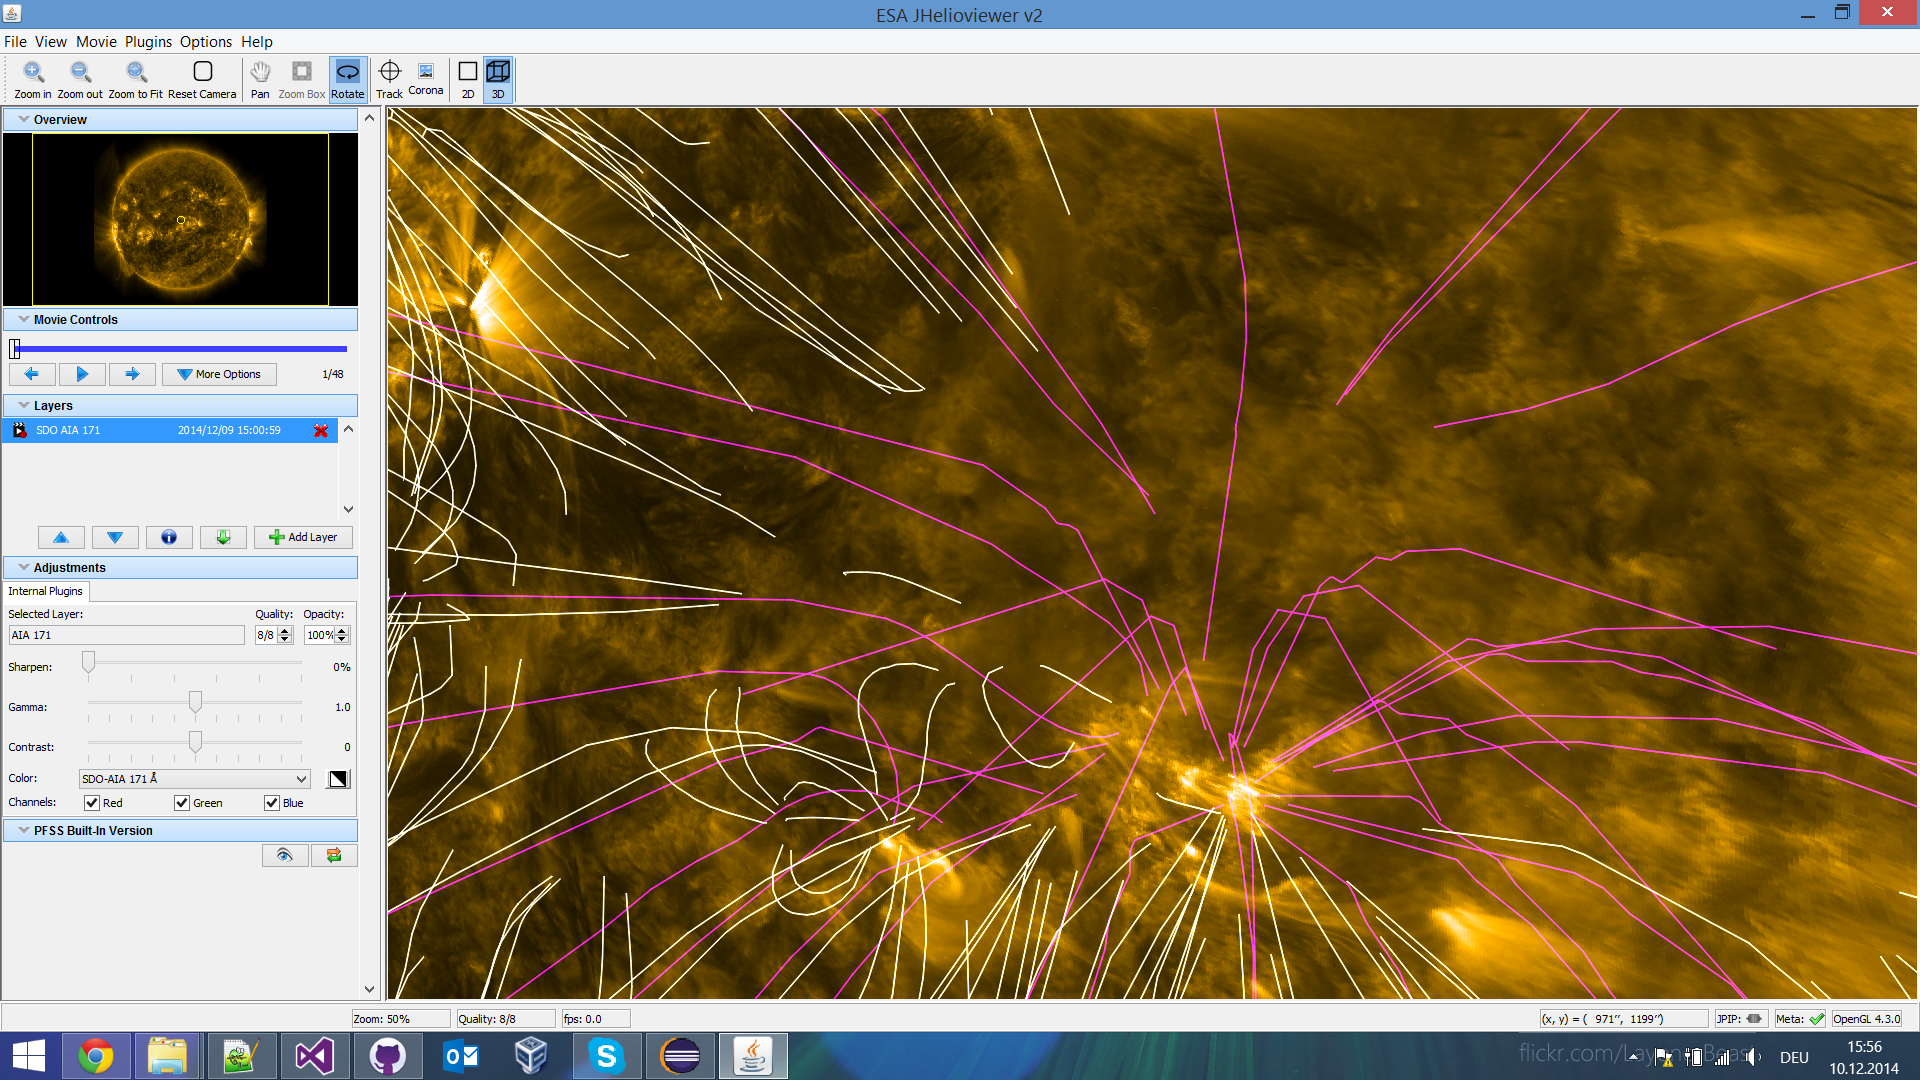 ESA JHelioviewer v2
File View Movie Plugins Options Help
Zoom in Zoom out Zoom to Fit Reset Camera Pan Zoom Box Rotate Track Corona 2D 3D
Overview
Movie Controls
More Options 1/48
Layers
SDO AIA 171 2014/12/09 15:00:59
Add Layer
Adjustments
Internal Plugins
Selected Layer: Quality: Opacity:
AIA 171 8/8 100%
Sharpen: 0%
Gamma: 1.0
Contrast: 0
Color: SDO-AIA 171 Å
Channels: Red Green Blue
PFSS Built-In Version
Zoom: 50% Quality: 8/8 fps: 0.0 (x, y) = ( 971’’, 1199’’) JPIP: Meta: OpenGL 4.3.0
15:56
DEU
10.12.2014